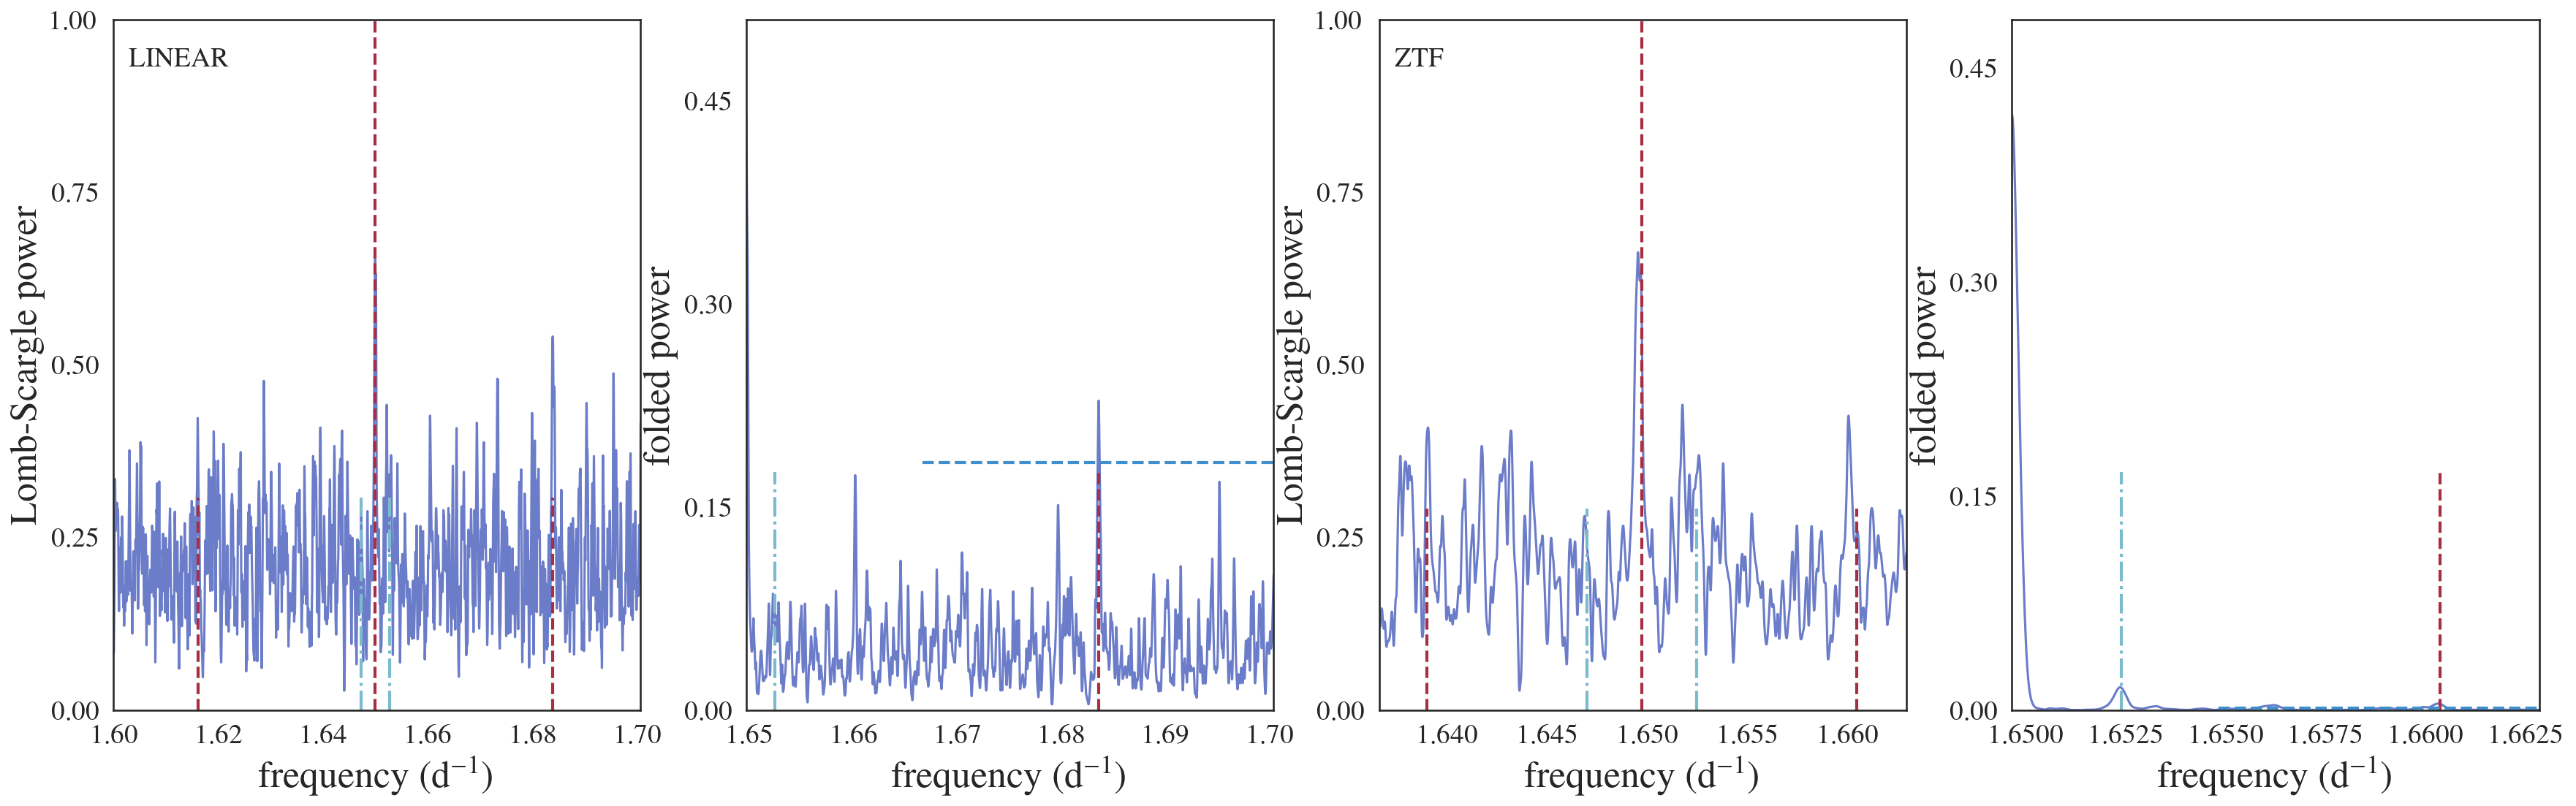 LINEAR
1.00
0.75
0.50
0.25
0.00
Lomb-Scargle power
1.60 1.62 1.64 1.66 1.68 1.70
frequency (d⁻¹)
0.45
0.30
0.15
0.00
folded power
1.65 1.66 1.67 1.68 1.69 1.70
frequency (d⁻¹)
ZTF
1.00
0.75
0.50
0.25
0.00
Lomb-Scargle power
1.640 1.645 1.650 1.655 1.660
frequency (d⁻¹)
0.45
0.30
0.15
0.00
folded power
1.6500 1.6525 1.6550 1.6575 1.6600 1.6625
frequency (d⁻¹)